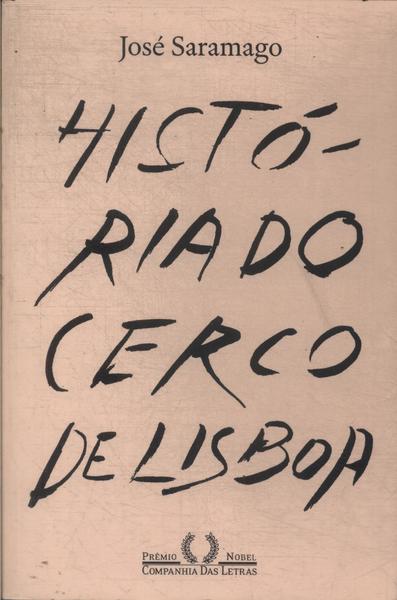 José Saramago
HISTÓ-
RIA DO
CERCO
DE LISBOA
PRÊMIO NOBEL
COMPANHIA DAS LETRAS